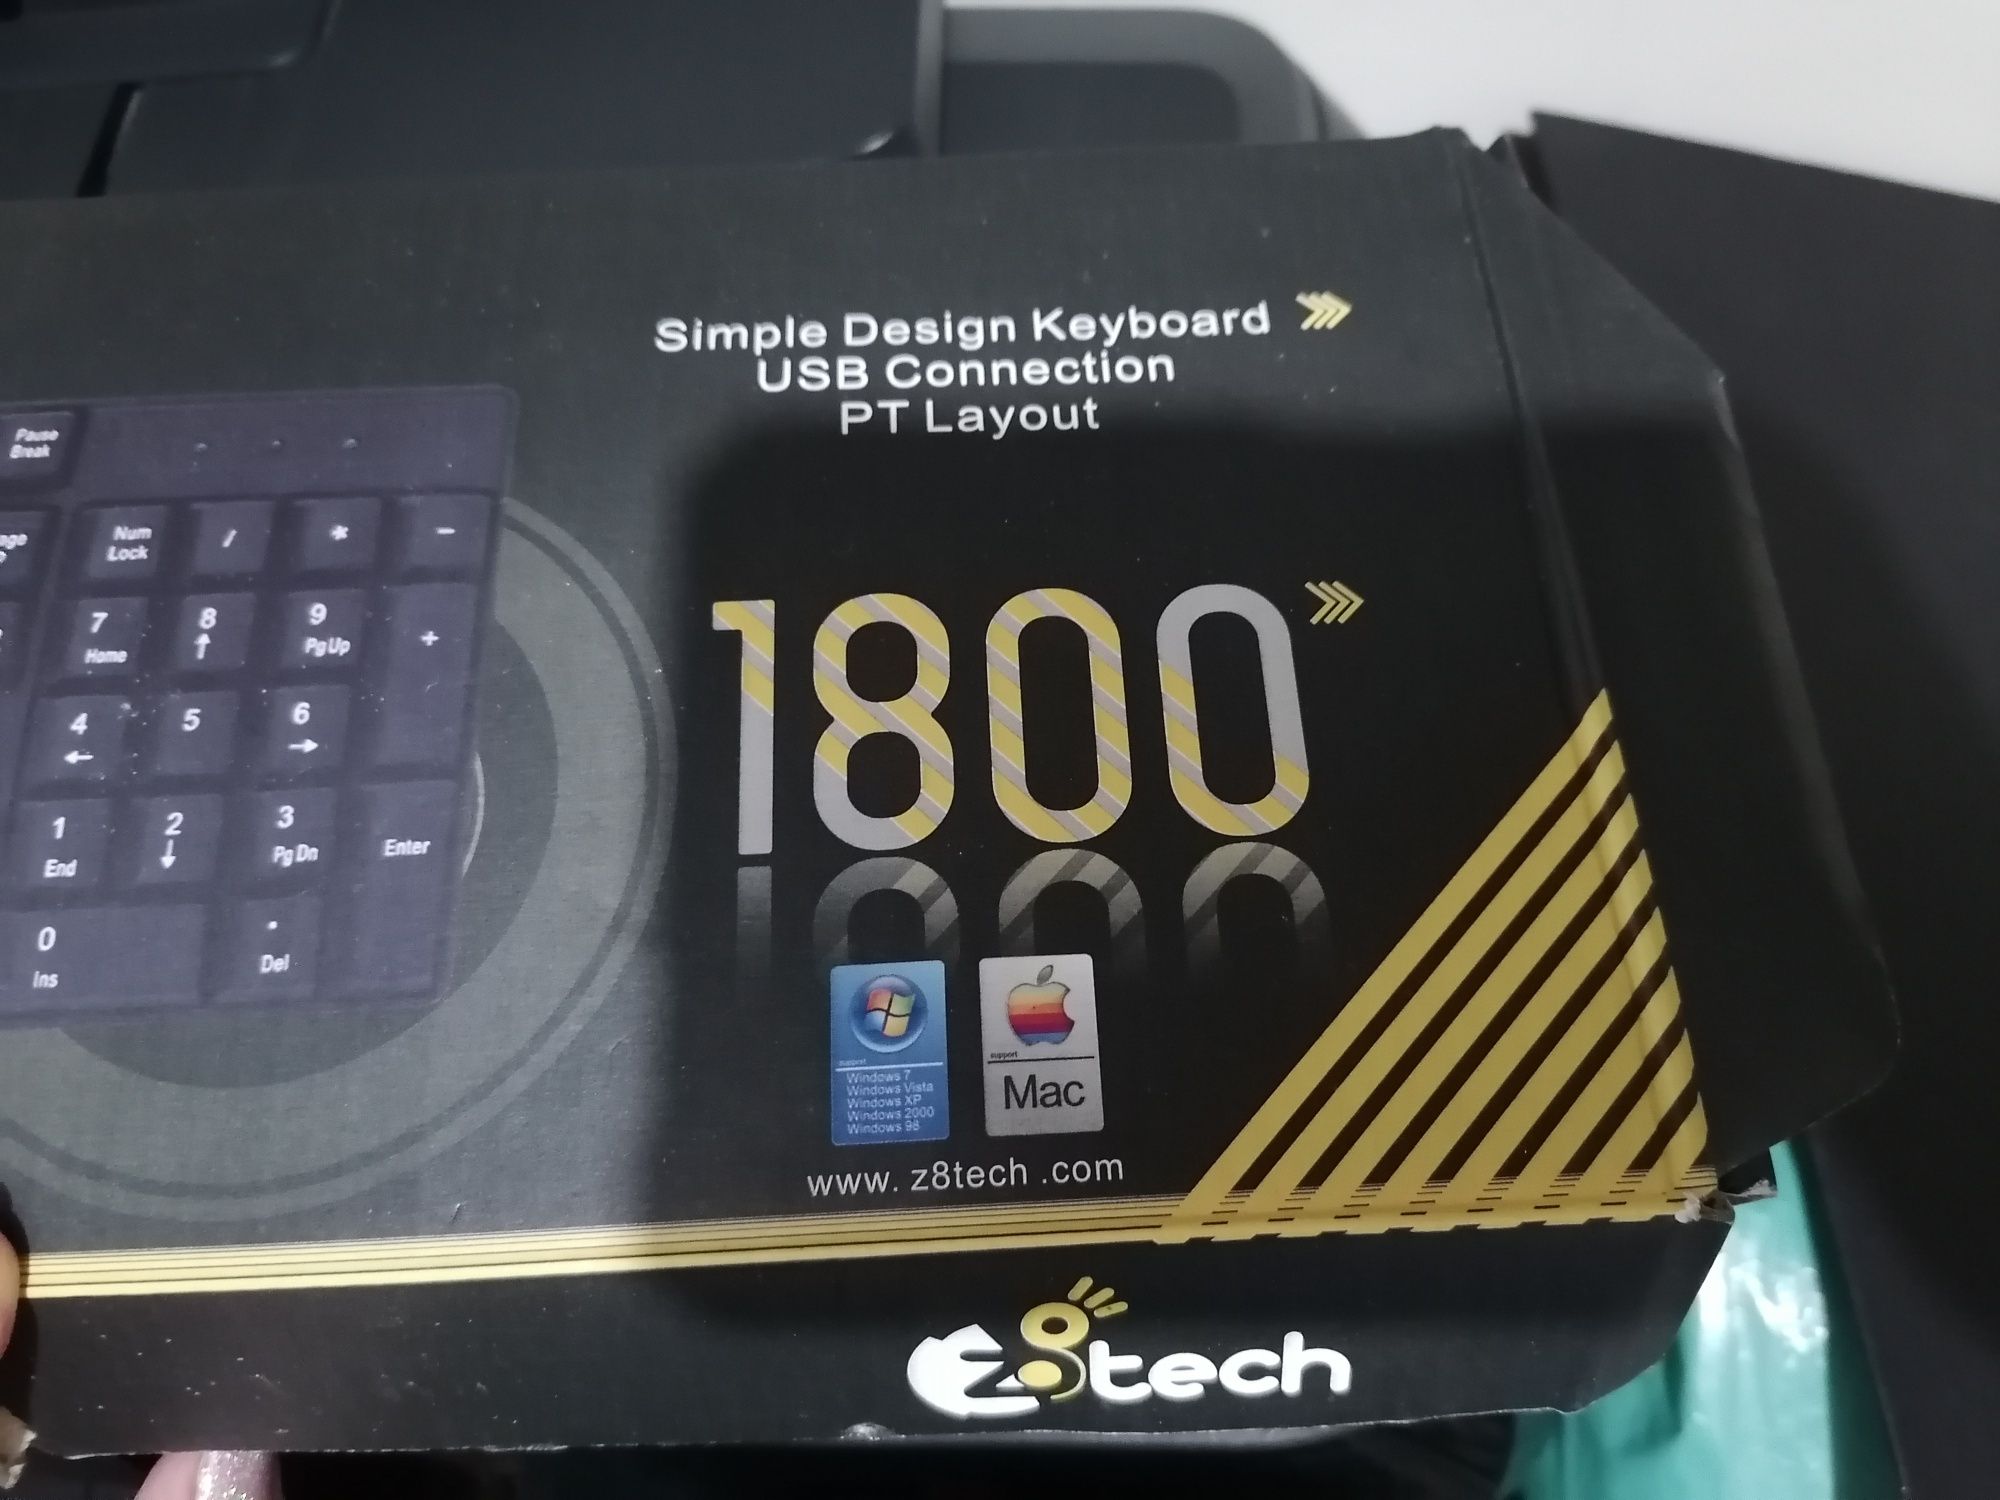 Simple Design Keyboard
USB Connection
PT Layout
Pause
Break
Num
Lock
/
*
-
7
Home
8
↑
9
PgUp
+
4
←
5
6
→
1
End
2
↓
3
PgDn
Enter
0
Ins
.
Del
1800
support
Windows 7
Windows Vista
Windows XP
Windows 2000
Windows 98
support
Mac
www. z8tech .com
z8tech